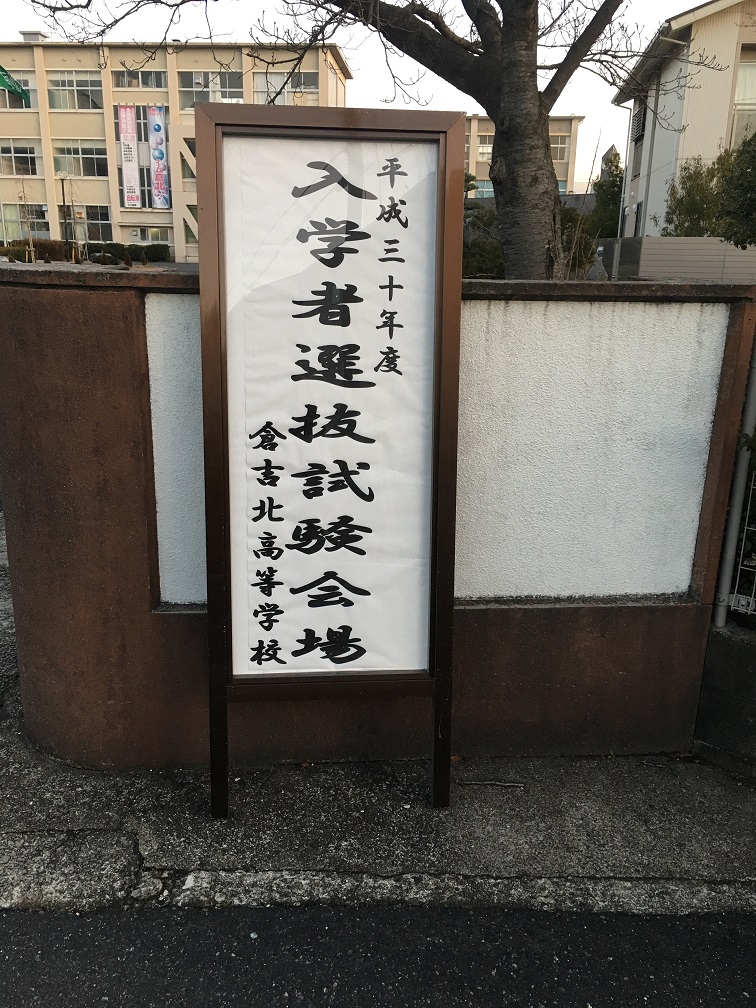 平成三十年度
入学者選抜試験会場
倉吉北高等学校